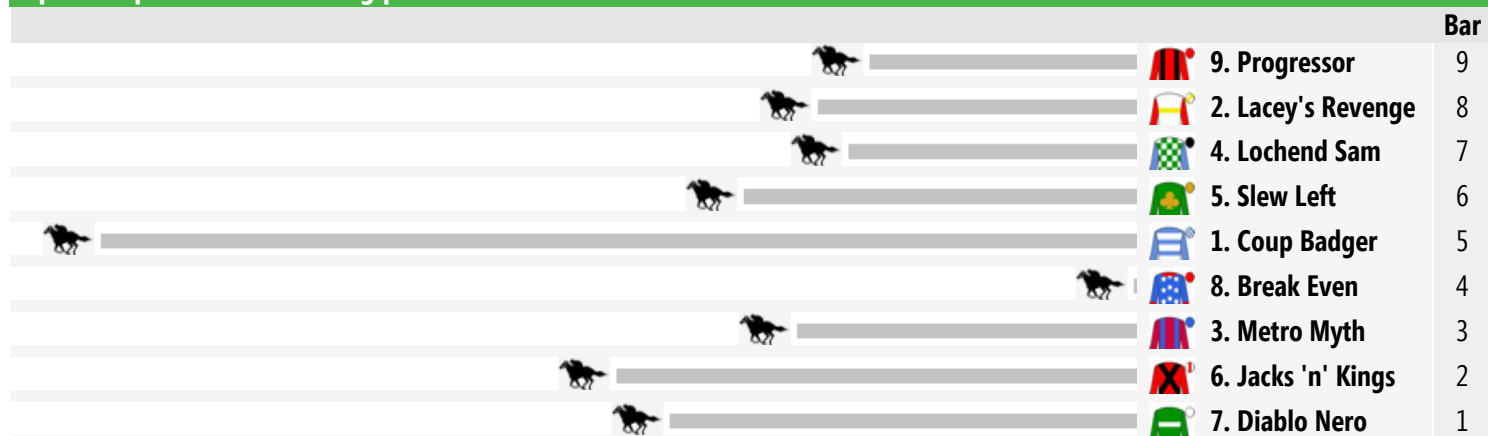 Bar
9. Progressor 9
2. Lacey's Revenge 8
4. Lochend Sam 7
5. Slew Left 6
1. Coup Badger 5
8. Break Even 4
3. Metro Myth 3
6. Jacks 'n' Kings 2
7. Diablo Nero 1